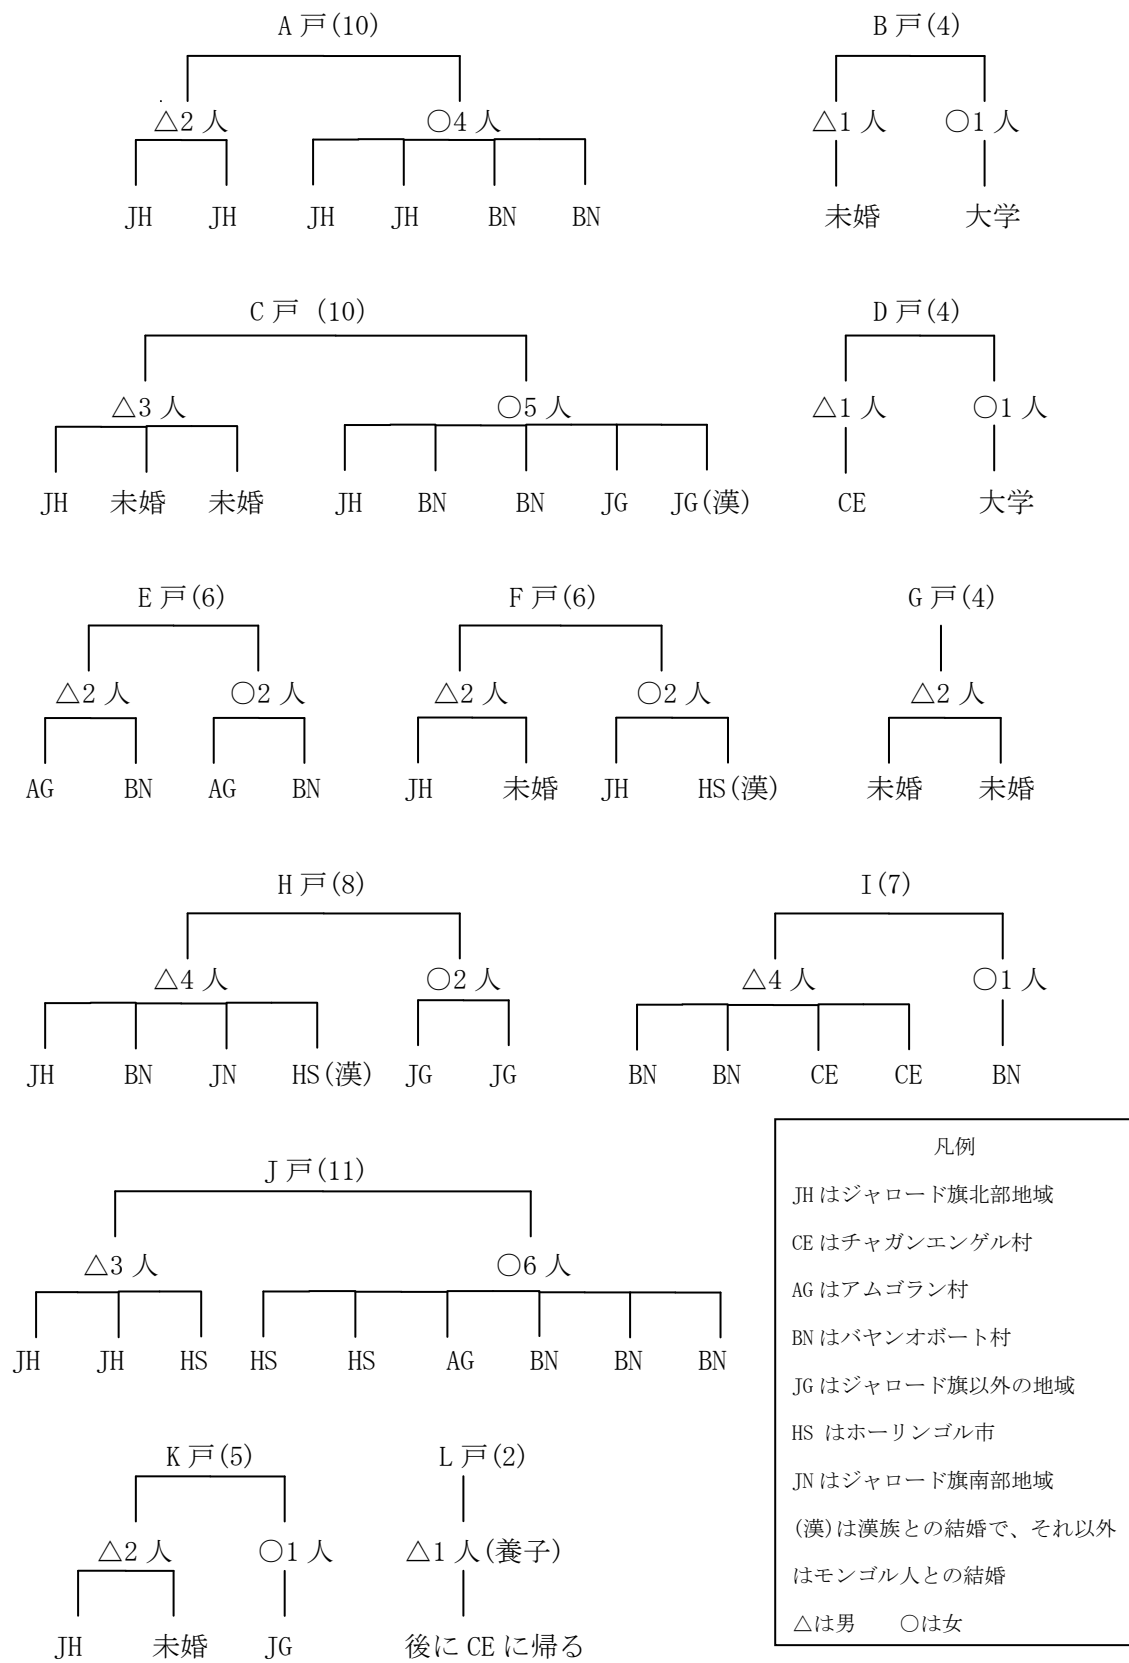 A 戸(10) B 戸(4)
△2 人 ○4 人 △1 人 ○1 人
JH JH JH JH BN BN 未婚 大学
C 戸 (10) D 戸(4)
△3 人 ○5 人 △1 人 ○1 人
JH 未婚 未婚 JH BN BN JG JG(漢) CE 大学
E 戸(6) F 戸(6) G 戸(4)
△2 人 ○2 人 △2 人 ○2 人 △2 人
AG BN AG BN JH 未婚 JH HS(漢) 未婚 未婚
H 戸(8) I(7)
△4 人 ○2 人 △4 人 ○1 人
JH BN JN HS(漢) JG JG BN BN CE CE BN
J 戸(11)
△3 人 ○6 人
JH JH HS HS HS AG BN BN BN
K 戸(5) L 戸(2)
△2 人 ○1 人 △1 人(養子)
JH 未婚 JG 後に CE に帰る
凡例
JH はジャロード旗北部地域
CE はチャガンエンゲル村
AG はアムゴラン村
BN はバヤンオボート村
JG はジャロード旗以外の地域
HS はホーリンゴル市
JN はジャロード旗南部地域
(漢)は漢族との結婚で、それ以外
はモンゴル人との結婚
△は男 ○は女